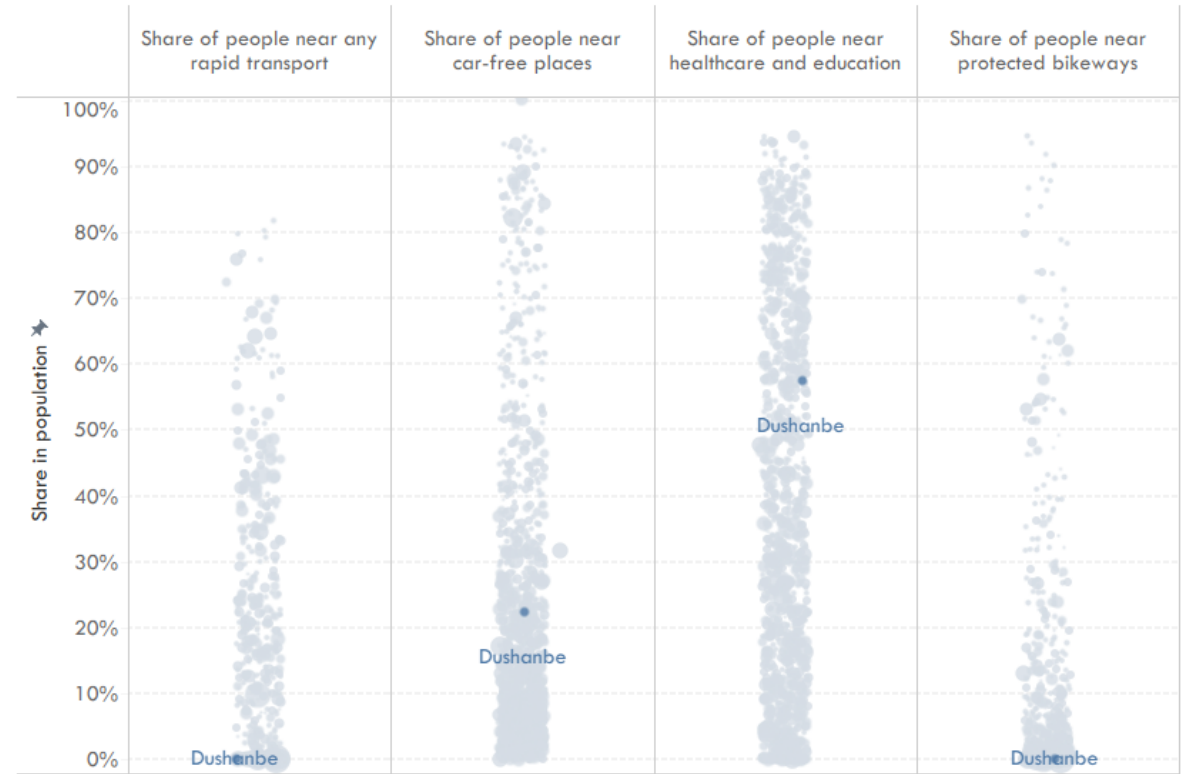 Share of people near any
rapid transport
Share of people near
car-free places
Share of people near
healthcare and education
Share of people near
protected bikeways
Share in population
100%
90%
80%
70%
60%
50%
40%
30%
20%
10%
0%
Dushanbe
Dushanbe
Dushanbe
Dushanbe